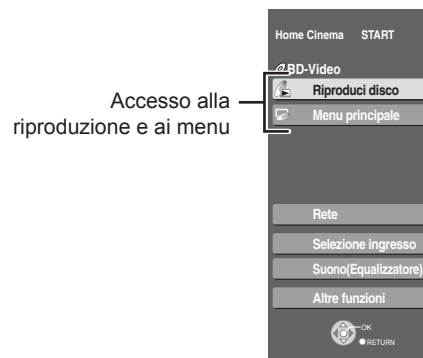 Home Cinema START
BD-Video
Riproduci disco
Menu principale
Accesso alla
riproduzione e ai menu
Rete
Selezione ingresso
Suono(Equalizzatore)
Altre funzioni
OK
RETURN